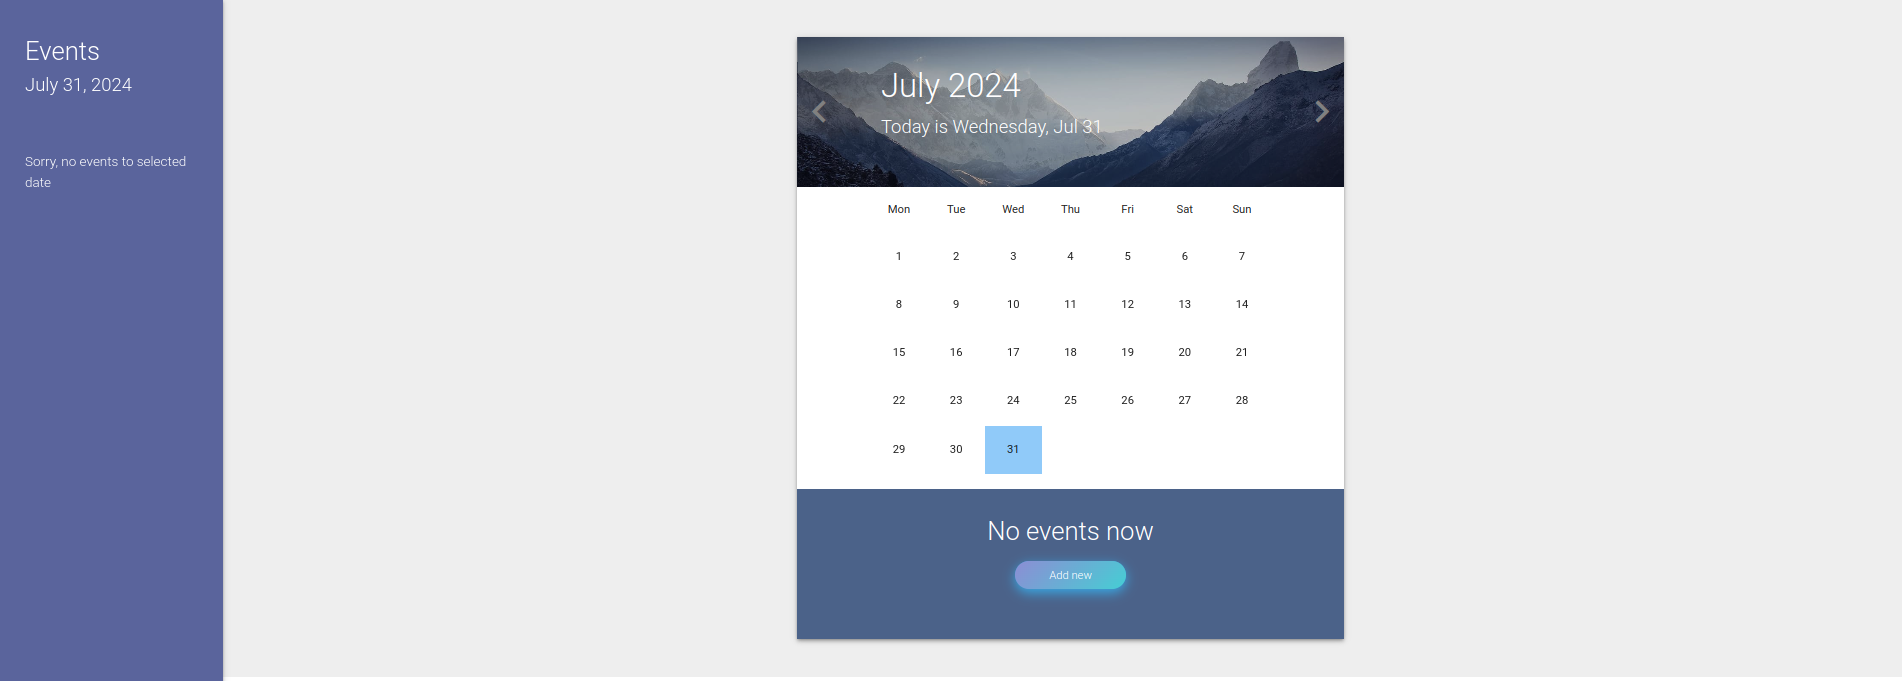 Events
July 31, 2024
Sorry, no events to selected
date
July 2024
Today is Wednesday, Jul 31
Mon Tue Wed Thu Fri Sat Sun
1 2 3 4 5 6 7
8 9 10 11 12 13 14
15 16 17 18 19 20 21
22 23 24 25 26 27 28
29 30 31
No events now
Add new